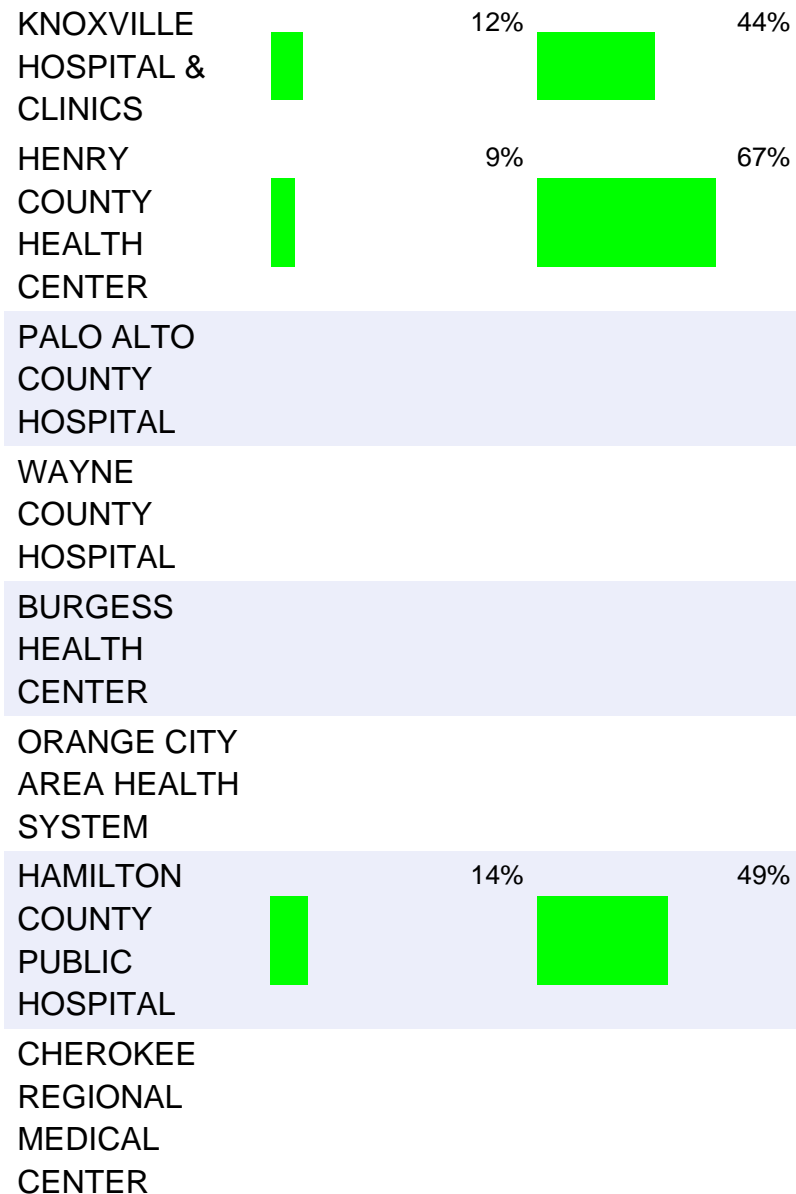 KNOXVILLE 12% 44%
HOSPITAL &
CLINICS
HENRY 9% 67%
COUNTY
HEALTH
CENTER
PALO ALTO
COUNTY
HOSPITAL
WAYNE
COUNTY
HOSPITAL
BURGESS
HEALTH
CENTER
ORANGE CITY
AREA HEALTH
SYSTEM
HAMILTON 14% 49%
COUNTY
PUBLIC
HOSPITAL
CHEROKEE
REGIONAL
MEDICAL
CENTER